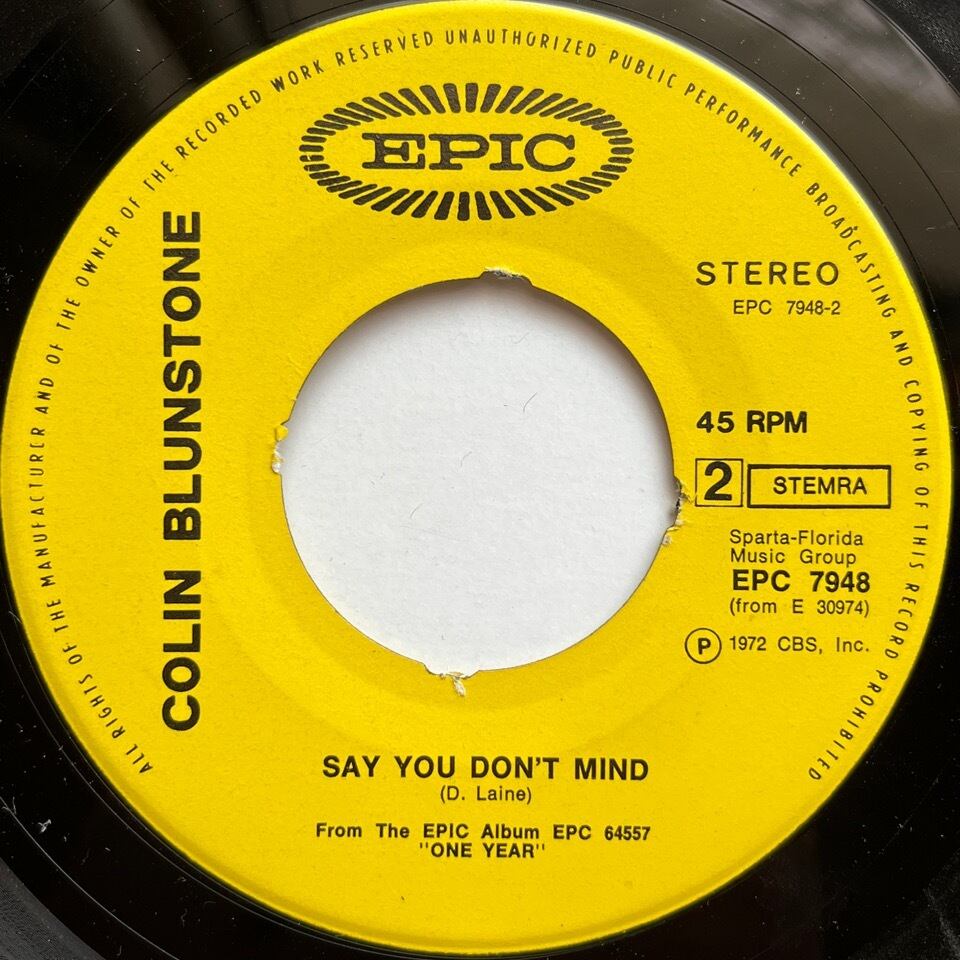 ALL RIGHTS OF THE MANUFACTURER AND OF THE OWNER OF THE RECORDED WORK RESERVED UNAUTHORIZED PUBLIC PERFORMANCE BROADCASTING AND COPYING OF THIS RECORD PROHIBITED
EPIC
COLIN BLUNSTONE
STEREO
EPC 7948-2
45 RPM
2 STEMRA
Sparta-Florida
Music Group
EPC 7948
(from E 30974)
Ⓟ 1972 CBS, Inc.
SAY YOU DON'T MIND
(D. Laine)
From The EPIC Album EPC 64557
"ONE YEAR"